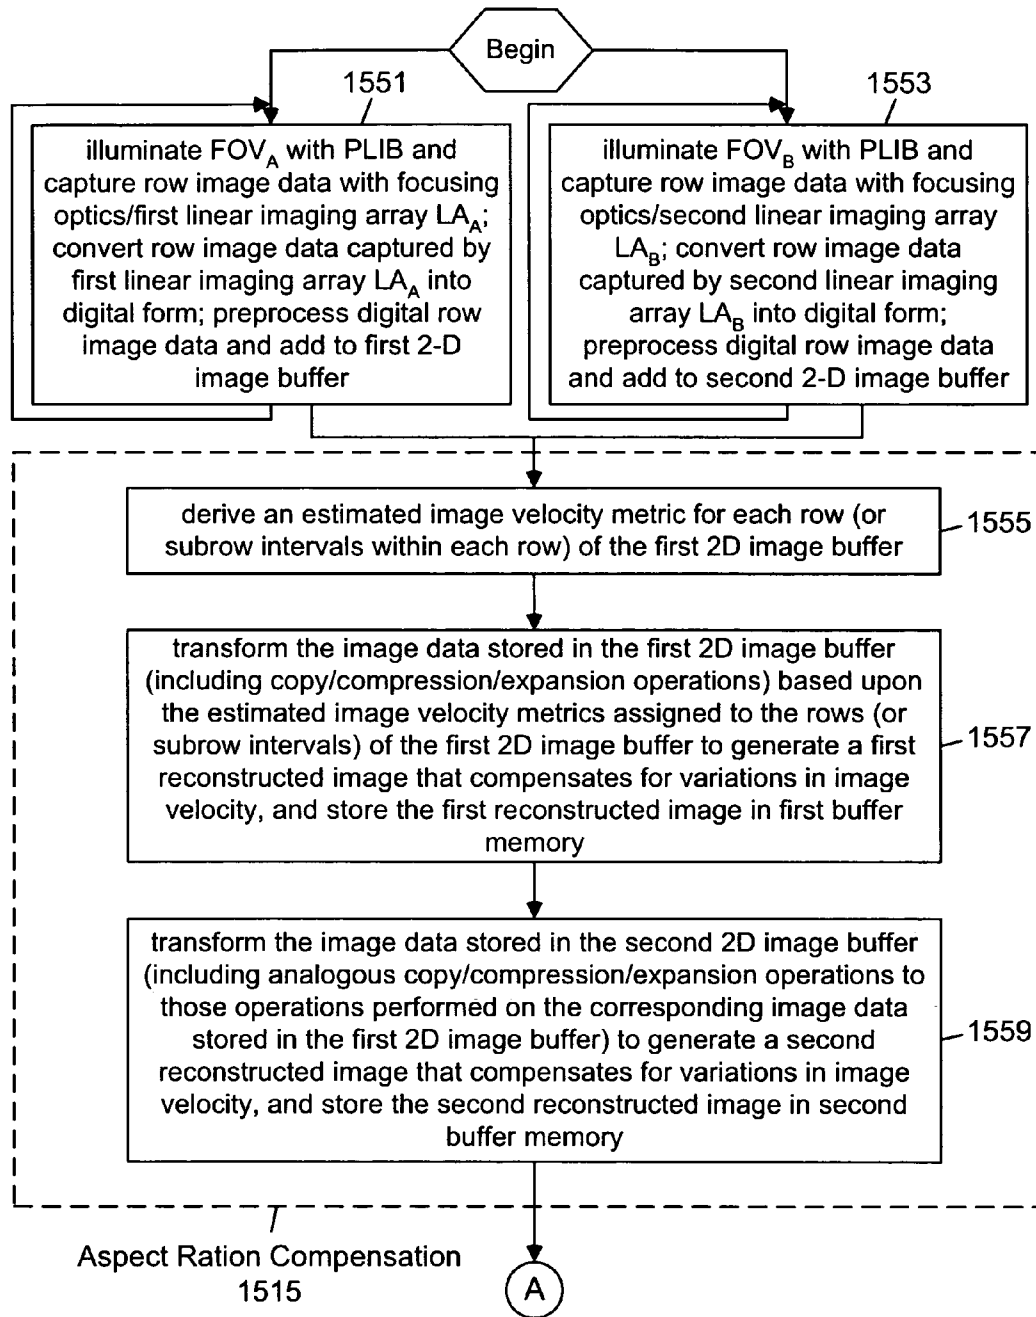 Begin
1551
illuminate FOVA with PLIB and
capture row image data with focusing
optics/first linear imaging array LAA;
convert row image data captured by
first linear imaging array LAA into
digital form; preprocess digital row
image data and add to first 2-D
image buffer
1553
illuminate FOVB with PLIB and
capture row image data with focusing
optics/second linear imaging array
LAB; convert row image data
captured by second linear imaging
array LAB into digital form;
preprocess digital row image data
and add to second 2-D image buffer
derive an estimated image velocity metric for each row (or
subrow intervals within each row) of the first 2D image buffer
1555
transform the image data stored in the first 2D image buffer
(including copy/compression/expansion operations) based upon
the estimated image velocity metrics assigned to the rows (or
subrow intervals) of the first 2D image buffer to generate a first
reconstructed image that compensates for variations in image
velocity, and store the first reconstructed image in first buffer
memory
1557
transform the image data stored in the second 2D image buffer
(including analogous copy/compression/expansion operations to
those operations performed on the corresponding image data
stored in the first 2D image buffer) to generate a second
reconstructed image that compensates for variations in image
velocity, and store the second reconstructed image in second
buffer memory
1559
Aspect Ration Compensation
1515
A